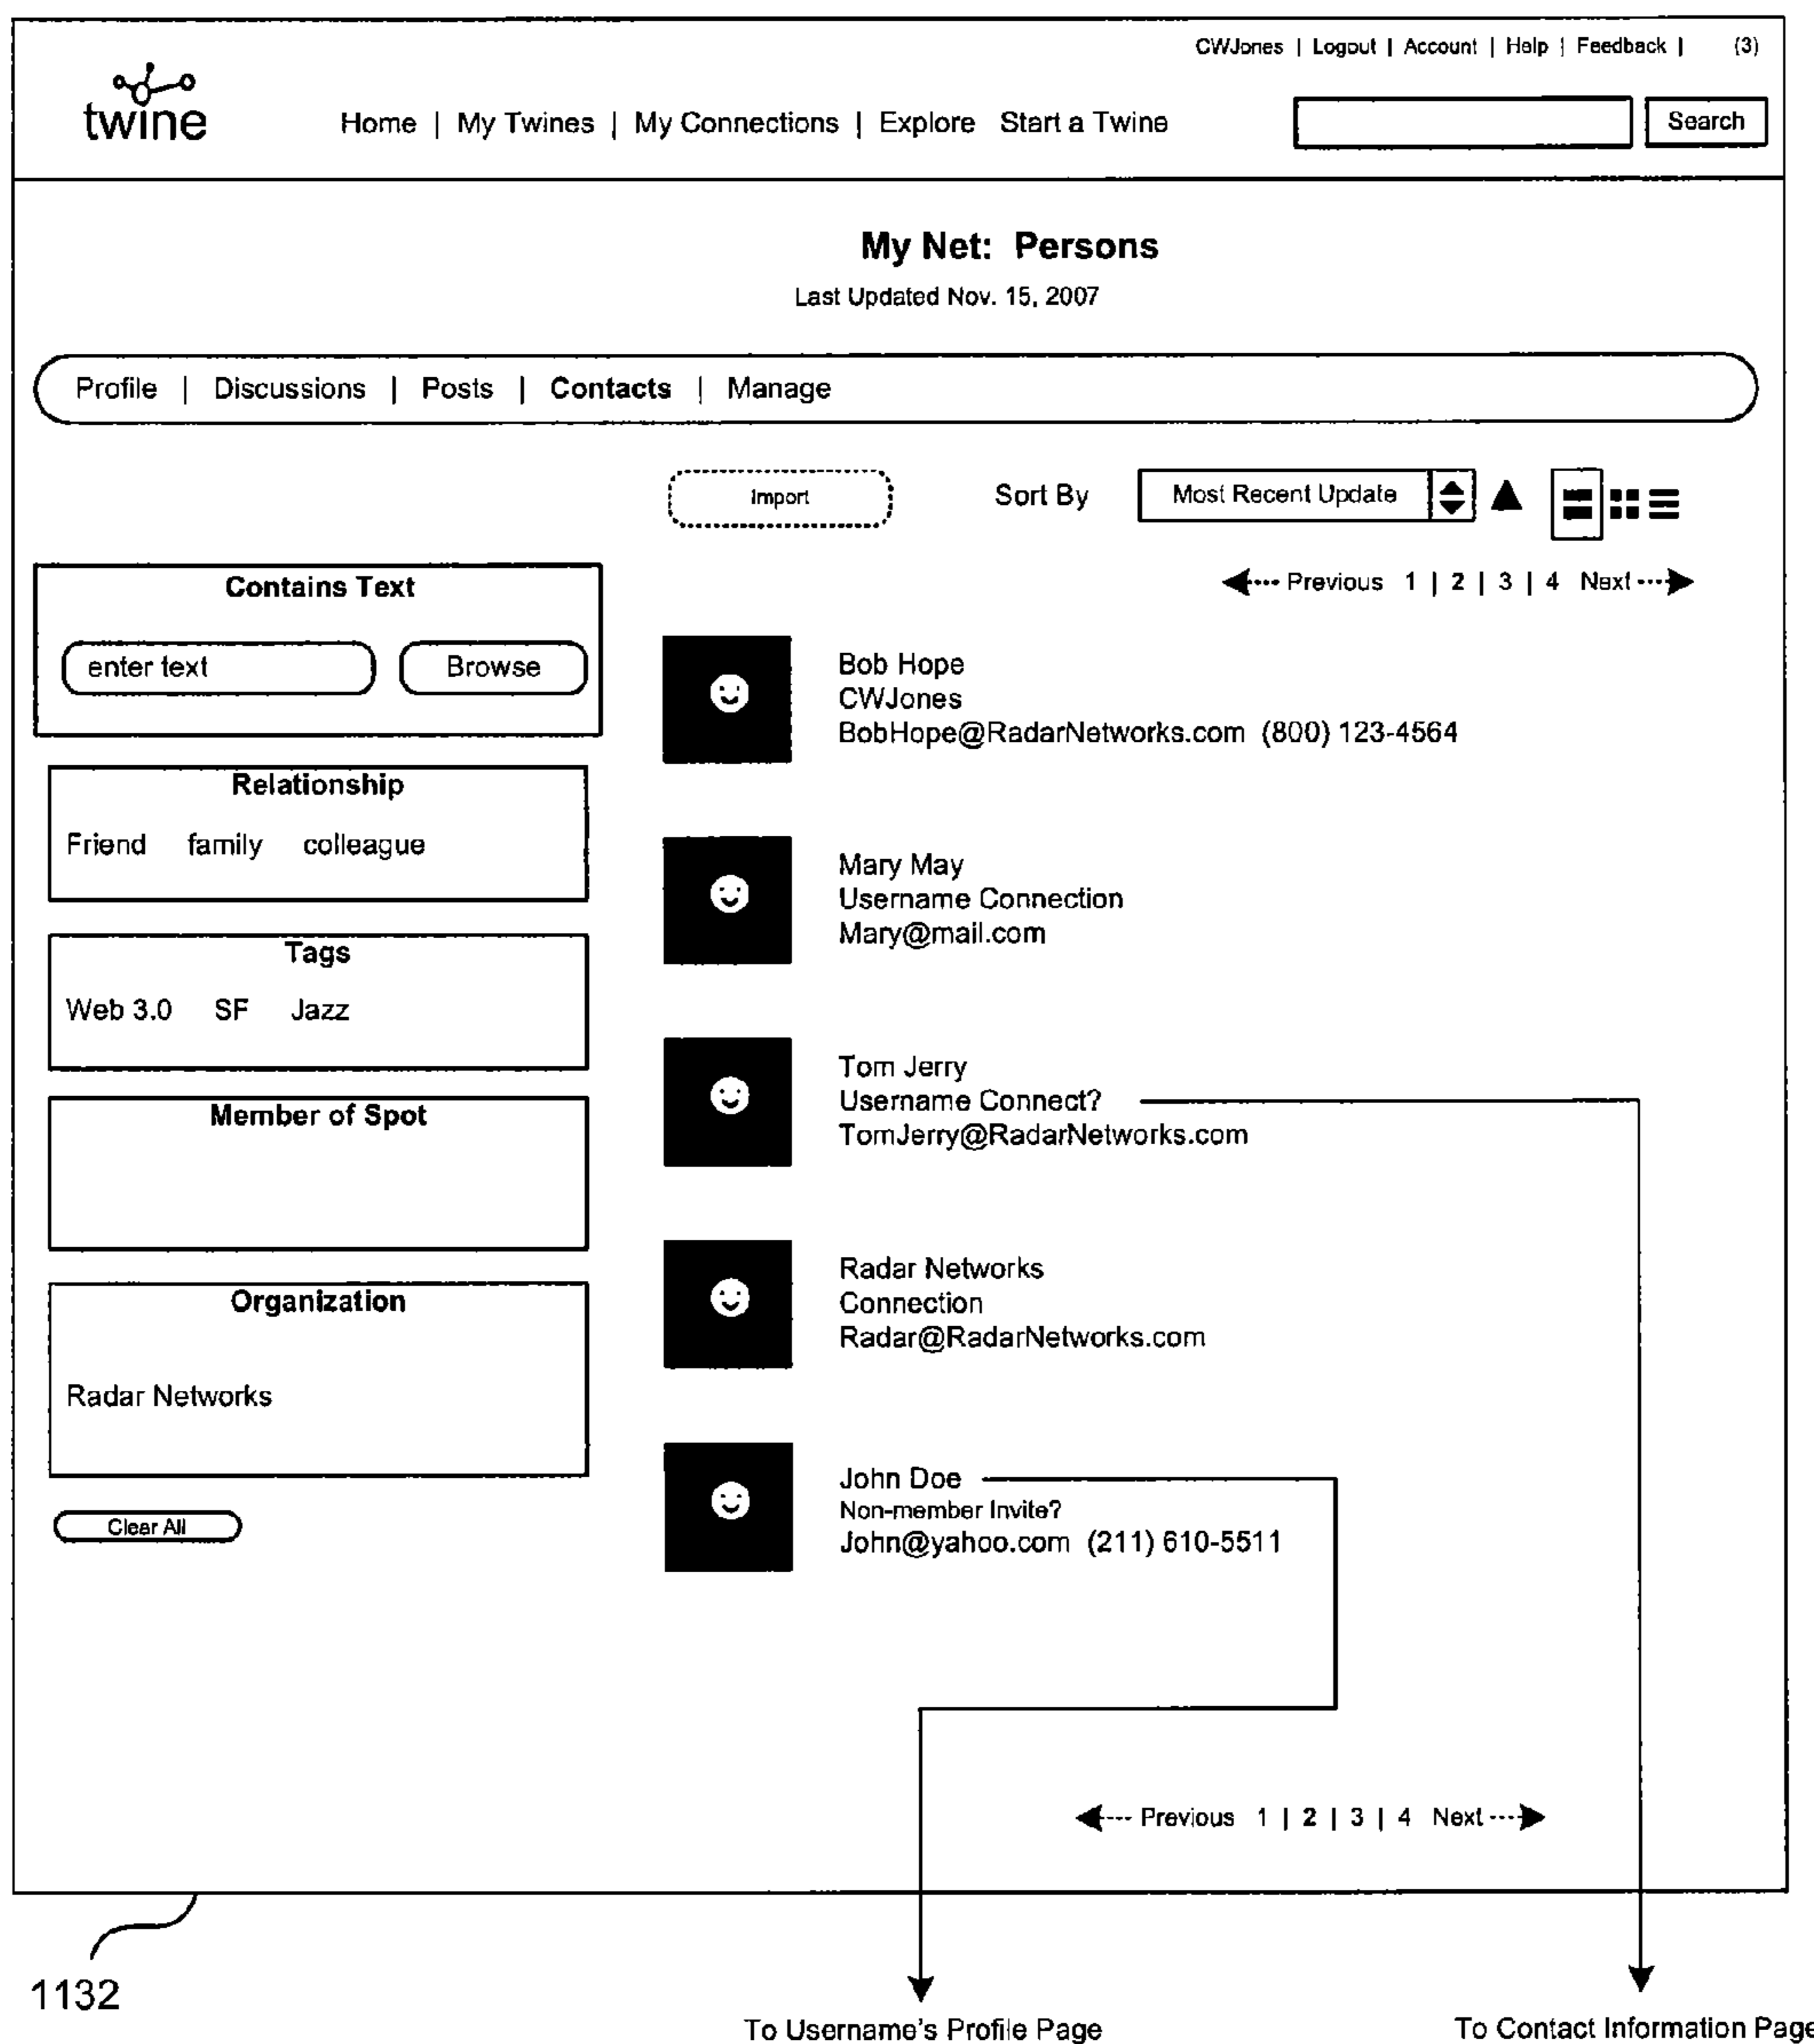 CWJones | Logout | Account | Help | Feedback | (3)
twine
Home | My Twines | My Connections | Explore Start a Twine
Search
My Net: Persons
Last Updated Nov. 15, 2007
Profile | Discussions | Posts | Contacts | Manage
Import
Sort By
Most Recent Update
Previous 1 | 2 | 3 | 4 Next
Contains Text
enter text
Browse
Relationship
Friend family colleague
Tags
Web 3.0 SF Jazz
Member of Spot
Organization
Radar Networks
Clear All
Bob Hope
CWJones
BobHope@RadarNetworks.com (800) 123-4564
Mary May
Username Connection
Mary@mail.com
Tom Jerry
Username Connect?
TomJerry@RadarNetworks.com
Radar Networks
Connection
Radar@RadarNetworks.com
John Doe
Non-member Invite?
John@yahoo.com (211) 610-5511
Previous 1 | 2 | 3 | 4 Next
1132
To Username's Profile Page
To Contact Information Page